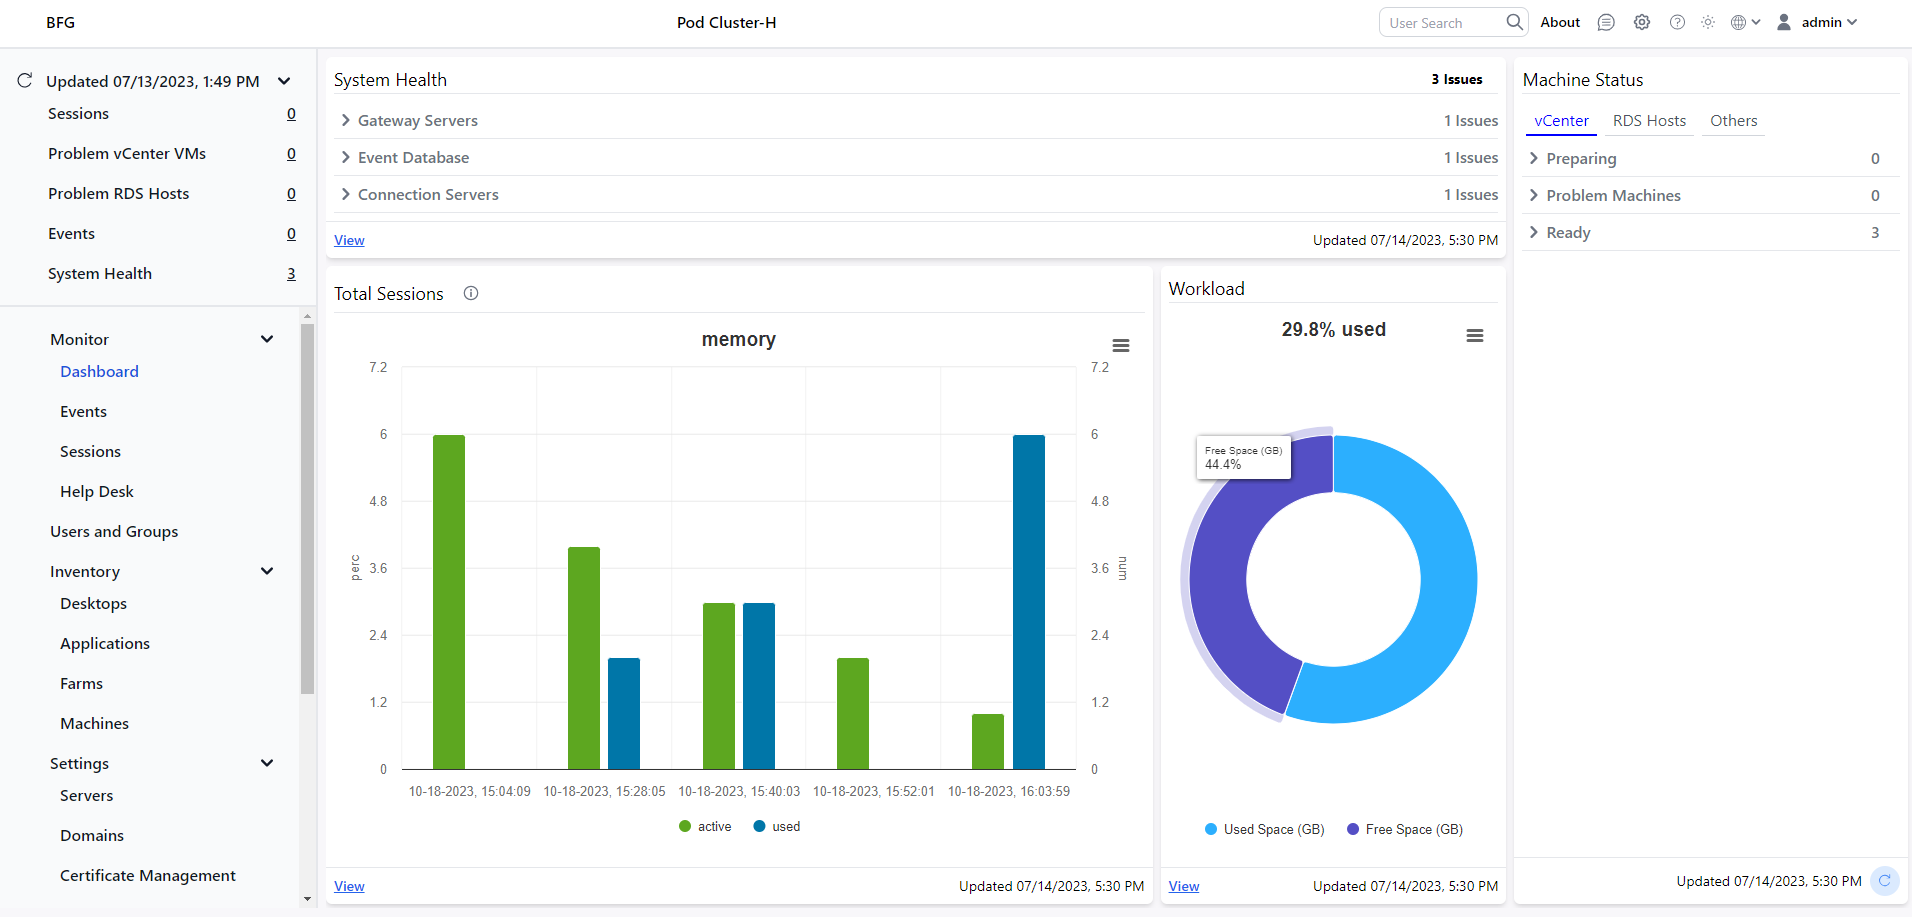 BFG
Pod Cluster-H
User Search
About
admin
Updated 07/13/2023, 1:49 PM
Sessions 0
Problem vCenter VMs 0
Problem RDS Hosts 0
Events 0
System Health 3
Monitor
Dashboard
Events
Sessions
Help Desk
Users and Groups
Inventory
Desktops
Applications
Farms
Machines
Settings
Servers
Domains
Certificate Management
System Health 3 Issues
Gateway Servers 1 Issues
Event Database 1 Issues
Connection Servers 1 Issues
View Updated 07/14/2023, 5:30 PM
Total Sessions
memory
7.2 7.2
6 6
4.8 4.8
3.6 3.6
2.4 2.4
1.2 1.2
0 0
perc
num
10-18-2023, 15:04:09 10-18-2023, 15:28:05 10-18-2023, 15:40:03 10-18-2023, 15:52:01 10-18-2023, 16:03:59
active used
View Updated 07/14/2023, 5:30 PM
Workload
29.8% used
Free Space (GB)
44.4%
Used Space (GB) Free Space (GB)
View Updated 07/14/2023, 5:30 PM
Machine Status
vCenter RDS Hosts Others
Preparing 0
Problem Machines 0
Ready 3
Updated 07/14/2023, 5:30 PM